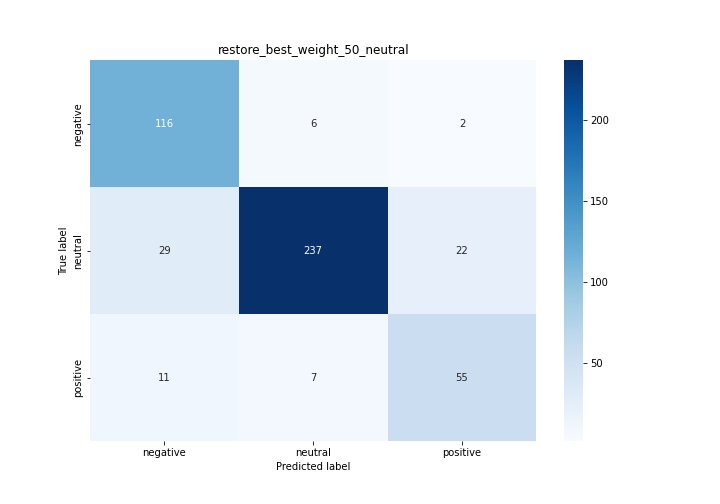 restore_best_weight_50_neutral
negative
116
6
2
200
True label
neutral
29
237
22
150
100
positive
11
7
55
50
negative
neutral
positive
Predicted label